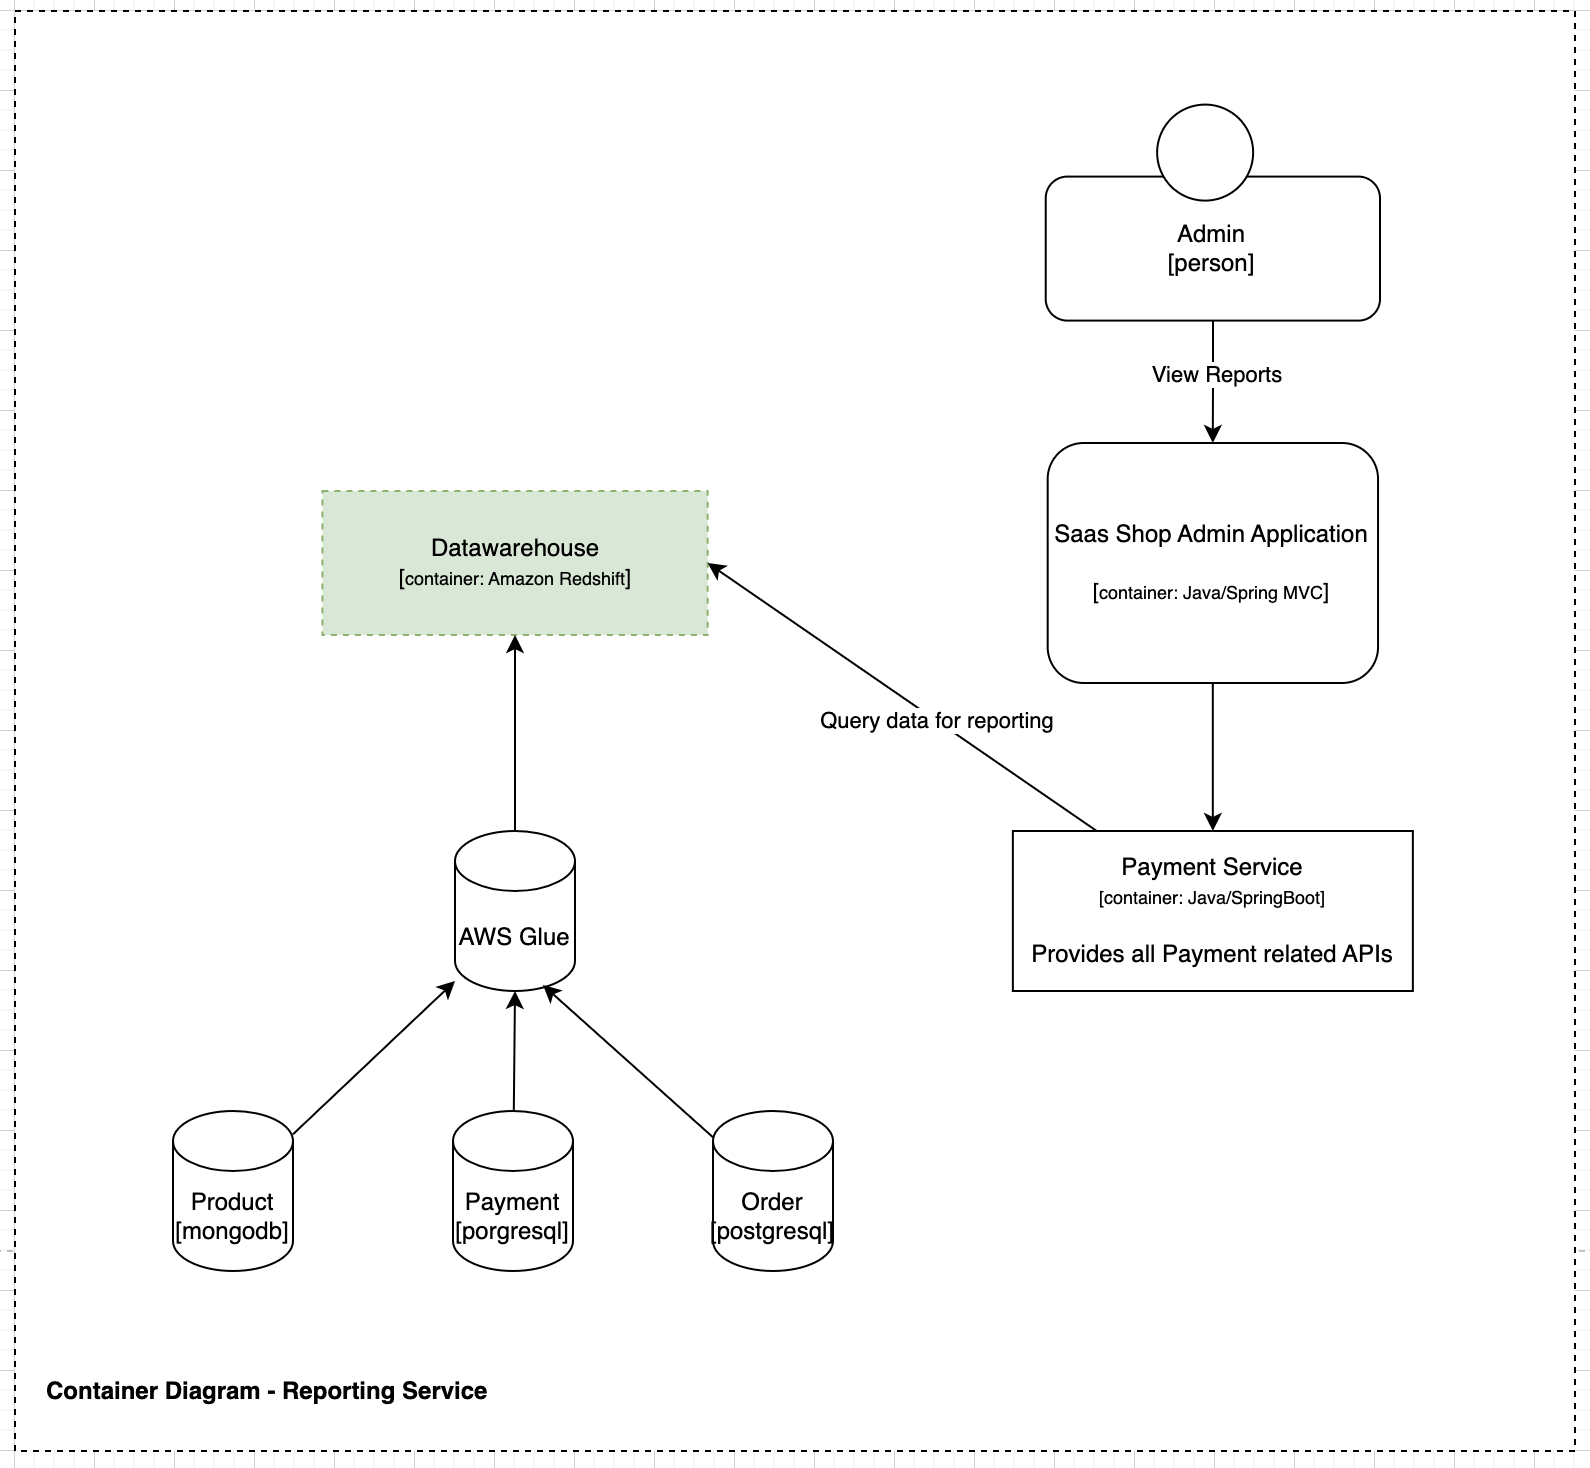 Admin
[person]
View Reports
Saas Shop Admin Application
[container: Java/Spring MVC]
Datawarehouse
[container: Amazon Redshift]
Query data for reporting
Payment Service
[container: Java/SpringBoot]
Provides all Payment related APIs
AWS Glue
Product
[mongodb]
Payment
[porgresql]
Order
[postgresql]
Container Diagram - Reporting Service